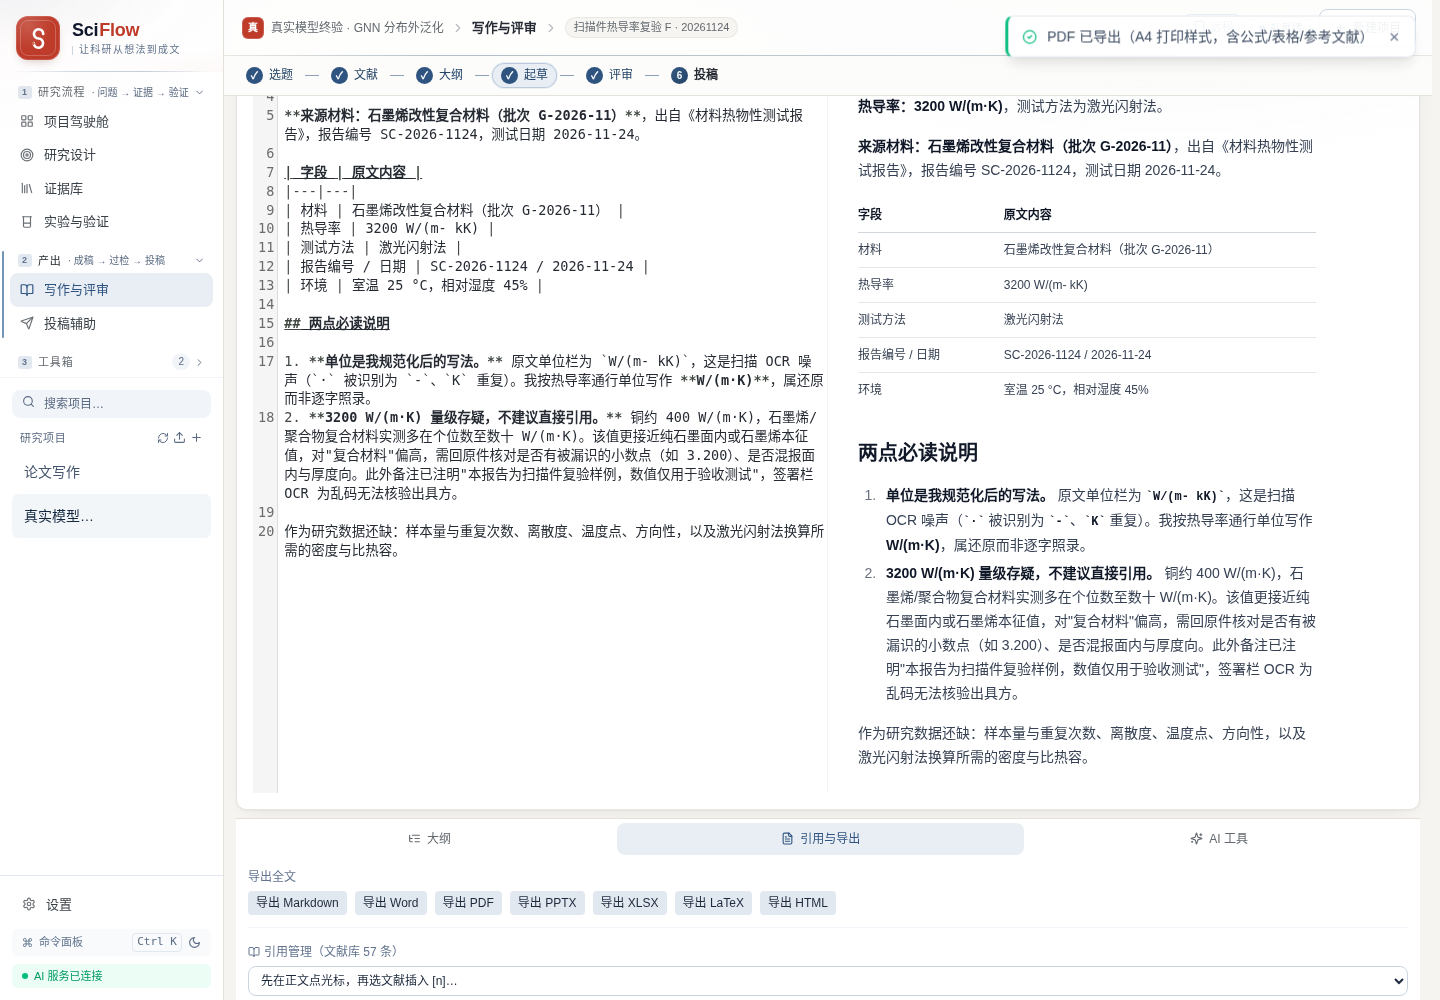 SciFlow
让科研从想法到成文
1 研究流程 · 问题 → 证据 → 验证
项目驾驶舱
研究设计
证据库
实验与验证
2 产出 · 成稿 → 过检 → 投稿
写作与评审
投稿辅助
3 工具箱 2
搜索项目…
研究项目
论文写作
真实模型…
设置
命令面板 Ctrl K
AI 服务已连接
真 真实模型终验 · GNN 分布外泛化 > 写作与评审 > 扫描件热导率复验 F · 20261124
PDF 已导出（A4 打印样式，含公式/表格/参考文献） ×
选题 — 文献 — 大纲 — 起草 — 评审 — 6 投稿
4
5 **来源材料：石墨烯改性复合材料（批次 G-2026-11）**，出自《材料热物性测试报
告》，报告编号 SC-2026-1124，测试日期 2026-11-24。
6
7 | 字段 | 原文内容 |
8 |---|---|
9 | 材料 | 石墨烯改性复合材料（批次 G-2026-11） |
10 | 热导率 | 3200 W/(m- kK) |
11 | 测试方法 | 激光闪射法 |
12 | 报告编号 / 日期 | SC-2026-1124 / 2026-11-24 |
13 | 环境 | 室温 25 °C，相对湿度 45% |
14
15 ## 两点必读说明
16
17 1. **单位是我规范化后的写法。** 原文单位栏为 `W/(m- kK)`，这是扫描 OCR 噪
声（`·` 被识别为 `-`、`K` 重复）。我按热导率通行单位写作 **W/(m·K)**，属还原
而非逐字照录。
18 2. **3200 W/(m·K) 量级存疑，不建议直接引用。** 铜约 400 W/(m·K)，石墨烯/
聚合物复合材料实测多在个位数至数十 W/(m·K)。该值更接近纯石墨面内或石墨烯本征
值，对"复合材料"偏高，需回原件核对是否有被漏识的小数点（如 3.200）、是否混报面
内与厚度向。此外备注已注明"本报告为扫描件复验样例，数值仅用于验收测试"，签署栏
OCR 为乱码无法核验出具方。
19
20 作为研究数据还缺：样本量与重复次数、离散度、温度点、方向性，以及激光闪射法换算所
需的密度与比热容。
热导率：3200 W/(m·K)，测试方法为激光闪射法。
来源材料：石墨烯改性复合材料（批次 G-2026-11），出自《材料热物性测
试报告》，报告编号 SC-2026-1124，测试日期 2026-11-24。
字段 原文内容
材料 石墨烯改性复合材料（批次 G-2026-11）
热导率 3200 W/(m- kK)
测试方法 激光闪射法
报告编号 / 日期 SC-2026-1124 / 2026-11-24
环境 室温 25 °C，相对湿度 45%
两点必读说明
1. 单位是我规范化后的写法。 原文单位栏为 `W/(m- kK)`，这是扫描
OCR 噪声（`·` 被识别为 `-`、`K` 重复）。我按热导率通行单位写作
W/(m·K)，属还原而非逐字照录。
2. 3200 W/(m·K) 量级存疑，不建议直接引用。 铜约 400 W/(m·K)，石
墨烯/聚合物复合材料实测多在个位数至数十 W/(m·K)。该值更接近纯
石墨面内或石墨烯本征值，对"复合材料"偏高，需回原件核对是否有被
漏识的小数点（如 3.200）、是否混报面内与厚度向。此外备注已注
明"本报告为扫描件复验样例，数值仅用于验收测试"，签署栏 OCR 为
乱码无法核验出具方。
作为研究数据还缺：样本量与重复次数、离散度、温度点、方向性，以及
激光闪射法换算所需的密度与比热容。
大纲 引用与导出 AI 工具
导出全文
导出 Markdown 导出 Word 导出 PDF 导出 PPTX 导出 XLSX 导出 LaTeX 导出 HTML
引用管理（文献库 57 条）
先在正文点光标，再选文献插入 [n]…